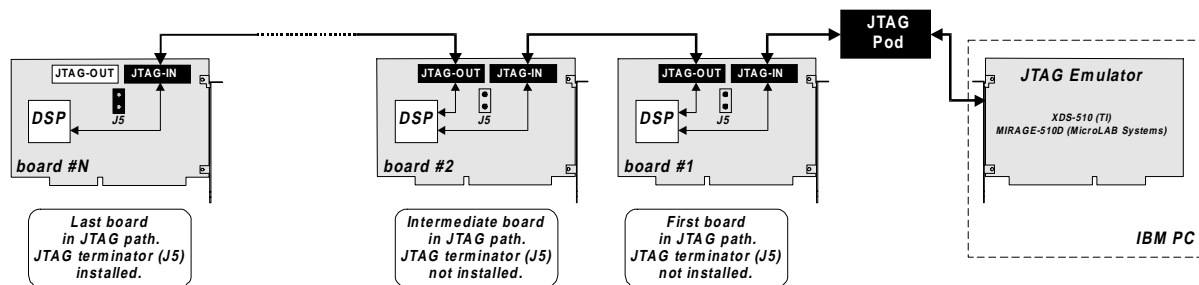 JTAG
Pod
JTAG-OUT JTAG-IN
DSP
J5
board #N
JTAG-OUT JTAG-IN
DSP
J5
board #2
JTAG-OUT JTAG-IN
DSP
J5
board #1
JTAG Emulator
XDS-510 (TI)
MIRAGE-510D (MicroLAB Systems)
IBM PC
Last board
in JTAG path.
JTAG terminator (J5)
installed.
Intermediate board
in JTAG path.
JTAG terminator (J5)
not installed.
First board
in JTAG path.
JTAG terminator (J5)
not installed.